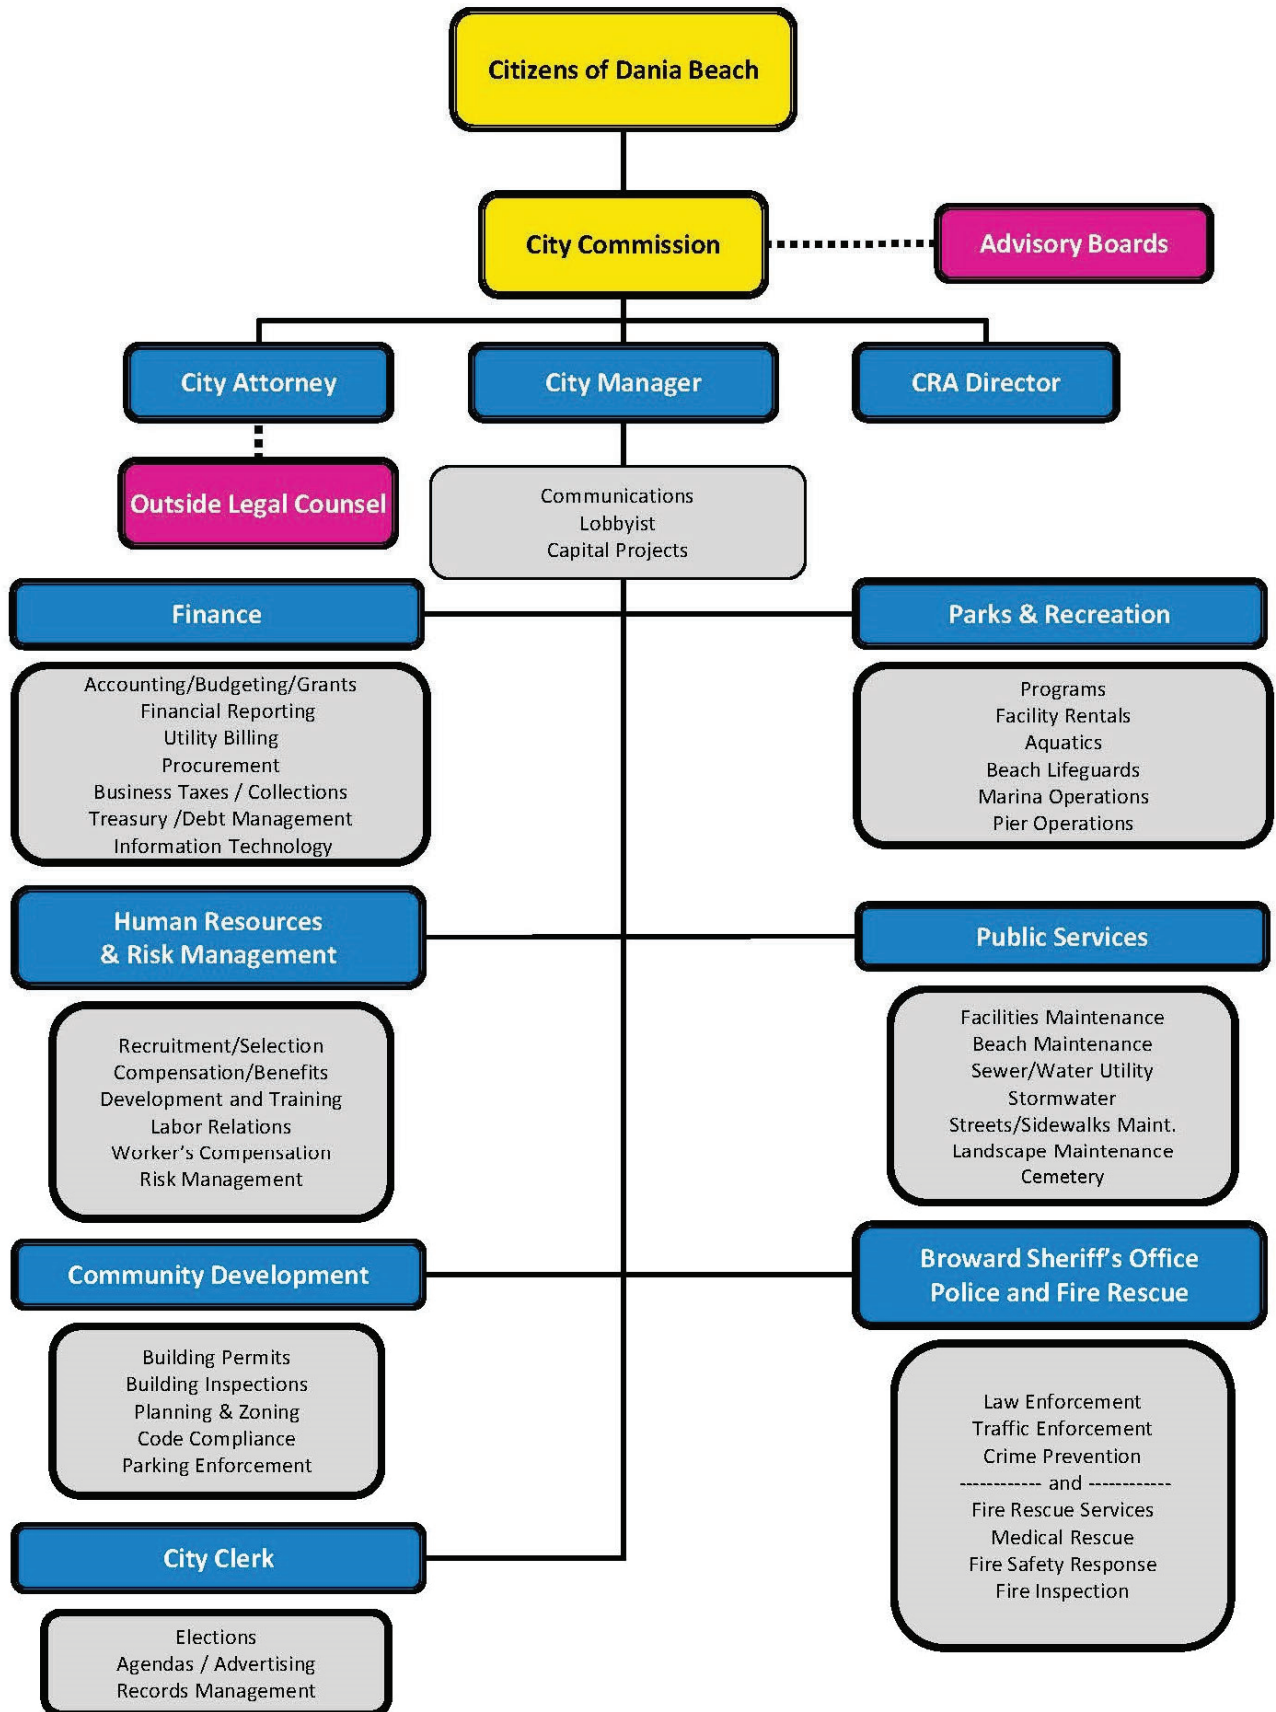 Citizens of Dania Beach
City Commission
Advisory Boards
City Attorney
City Manager
CRA Director
Outside Legal Counsel
Communications
Lobbyist
Capital Projects
Finance
Accounting/Budgeting/Grants
Financial Reporting
Utility Billing
Procurement
Business Taxes / Collections
Treasury /Debt Management
Information Technology
Parks & Recreation
Programs
Facility Rentals
Aquatics
Beach Lifeguards
Marina Operations
Pier Operations
Human Resources
& Risk Management
Recruitment/Selection
Compensation/Benefits
Development and Training
Labor Relations
Worker's Compensation
Risk Management
Public Services
Facilities Maintenance
Beach Maintenance
Sewer/Water Utility
Stormwater
Streets/Sidewalks Maint.
Landscape Maintenance
Cemetery
Community Development
Building Permits
Building Inspections
Planning & Zoning
Code Compliance
Parking Enforcement
Broward Sheriff's Office
Police and Fire Rescue
Law Enforcement
Traffic Enforcement
Crime Prevention
------------ and ------------
Fire Rescue Services
Medical Rescue
Fire Safety Response
Fire Inspection
City Clerk
Elections
Agendas / Advertising
Records Management